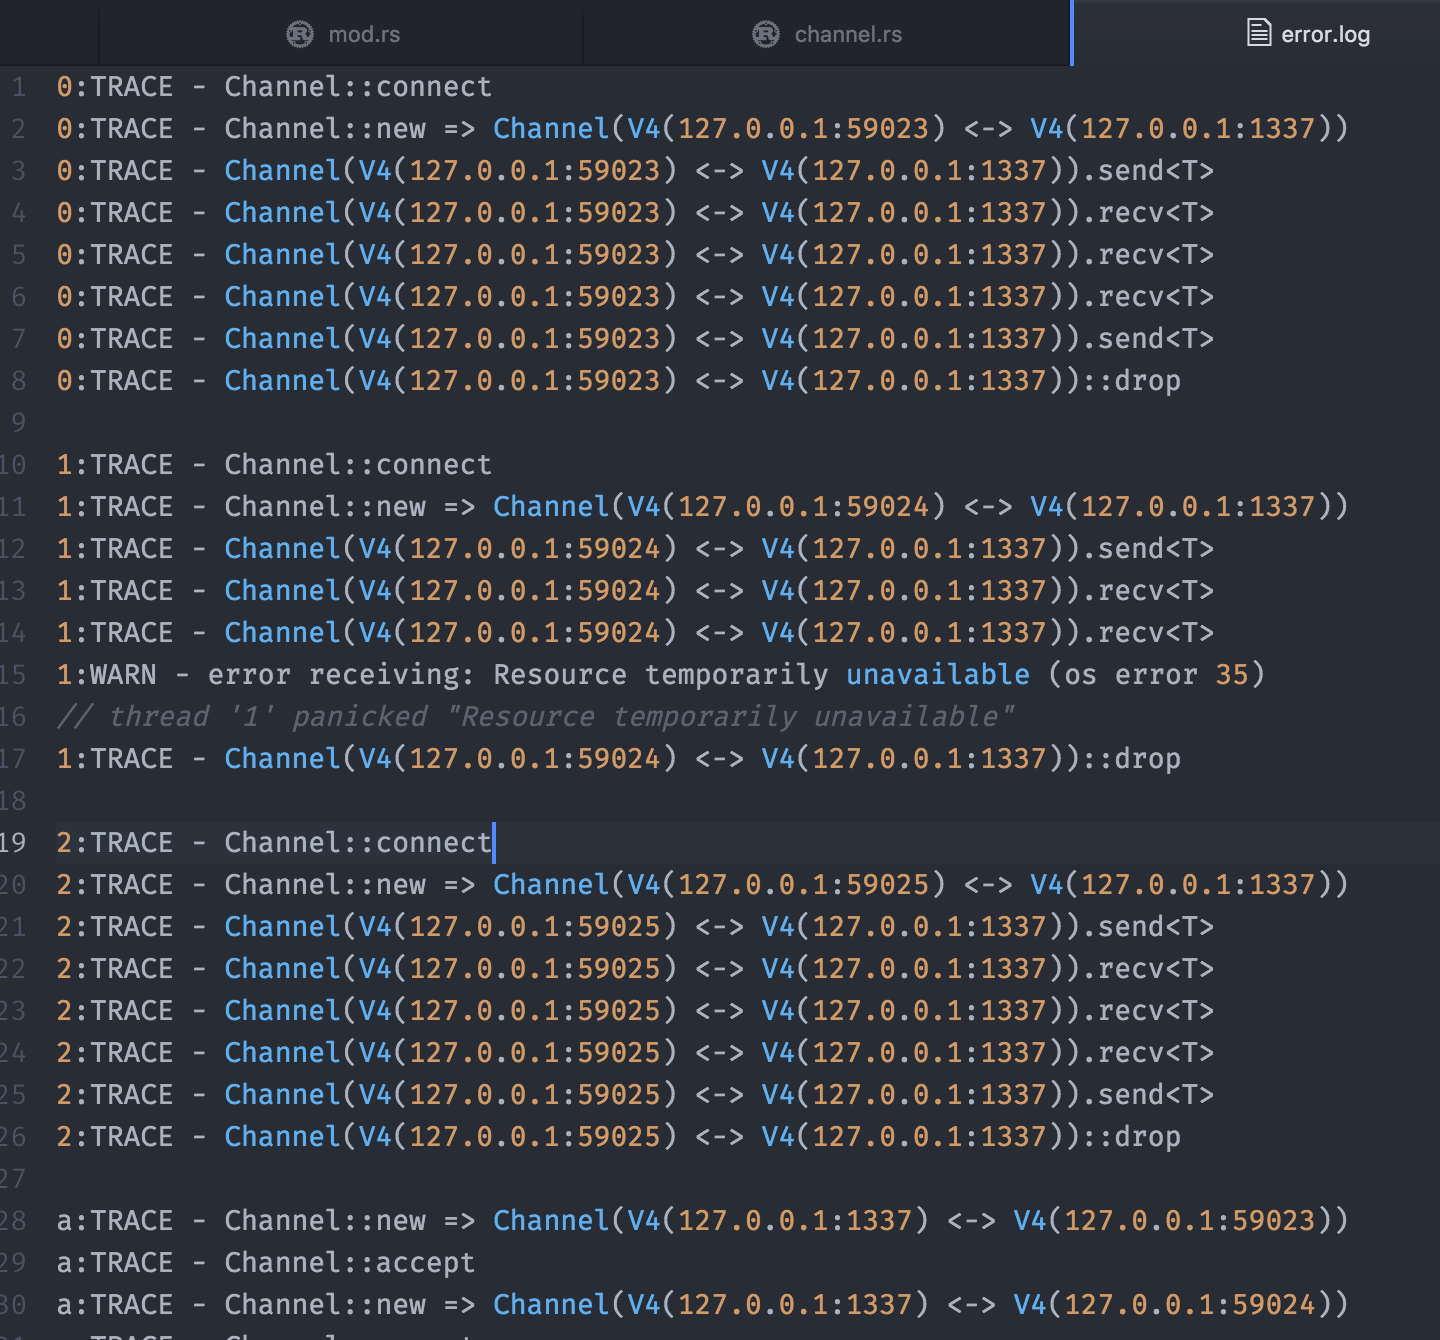 mod.rs
channel.rs
error.log
1 0:TRACE - Channel::connect
2 0:TRACE - Channel::new => Channel(V4(127.0.0.1:59023) <-> V4(127.0.0.1:1337))
3 0:TRACE - Channel(V4(127.0.0.1:59023) <-> V4(127.0.0.1:1337)).send<T>
4 0:TRACE - Channel(V4(127.0.0.1:59023) <-> V4(127.0.0.1:1337)).recv<T>
5 0:TRACE - Channel(V4(127.0.0.1:59023) <-> V4(127.0.0.1:1337)).recv<T>
6 0:TRACE - Channel(V4(127.0.0.1:59023) <-> V4(127.0.0.1:1337)).recv<T>
7 0:TRACE - Channel(V4(127.0.0.1:59023) <-> V4(127.0.0.1:1337)).send<T>
8 0:TRACE - Channel(V4(127.0.0.1:59023) <-> V4(127.0.0.1:1337))::drop
9
10 1:TRACE - Channel::connect
11 1:TRACE - Channel::new => Channel(V4(127.0.0.1:59024) <-> V4(127.0.0.1:1337))
12 1:TRACE - Channel(V4(127.0.0.1:59024) <-> V4(127.0.0.1:1337)).send<T>
13 1:TRACE - Channel(V4(127.0.0.1:59024) <-> V4(127.0.0.1:1337)).recv<T>
14 1:TRACE - Channel(V4(127.0.0.1:59024) <-> V4(127.0.0.1:1337)).recv<T>
15 1:WARN - error receiving: Resource temporarily unavailable (os error 35)
16 // thread '1' panicked "Resource temporarily unavailable"
17 1:TRACE - Channel(V4(127.0.0.1:59024) <-> V4(127.0.0.1:1337))::drop
18
19 2:TRACE - Channel::connect
20 2:TRACE - Channel::new => Channel(V4(127.0.0.1:59025) <-> V4(127.0.0.1:1337))
21 2:TRACE - Channel(V4(127.0.0.1:59025) <-> V4(127.0.0.1:1337)).send<T>
22 2:TRACE - Channel(V4(127.0.0.1:59025) <-> V4(127.0.0.1:1337)).recv<T>
23 2:TRACE - Channel(V4(127.0.0.1:59025) <-> V4(127.0.0.1:1337)).recv<T>
24 2:TRACE - Channel(V4(127.0.0.1:59025) <-> V4(127.0.0.1:1337)).recv<T>
25 2:TRACE - Channel(V4(127.0.0.1:59025) <-> V4(127.0.0.1:1337)).send<T>
26 2:TRACE - Channel(V4(127.0.0.1:59025) <-> V4(127.0.0.1:1337))::drop
27
28 a:TRACE - Channel::new => Channel(V4(127.0.0.1:1337) <-> V4(127.0.0.1:59023))
29 a:TRACE - Channel::accept
30 a:TRACE - Channel::new => Channel(V4(127.0.0.1:1337) <-> V4(127.0.0.1:59024))